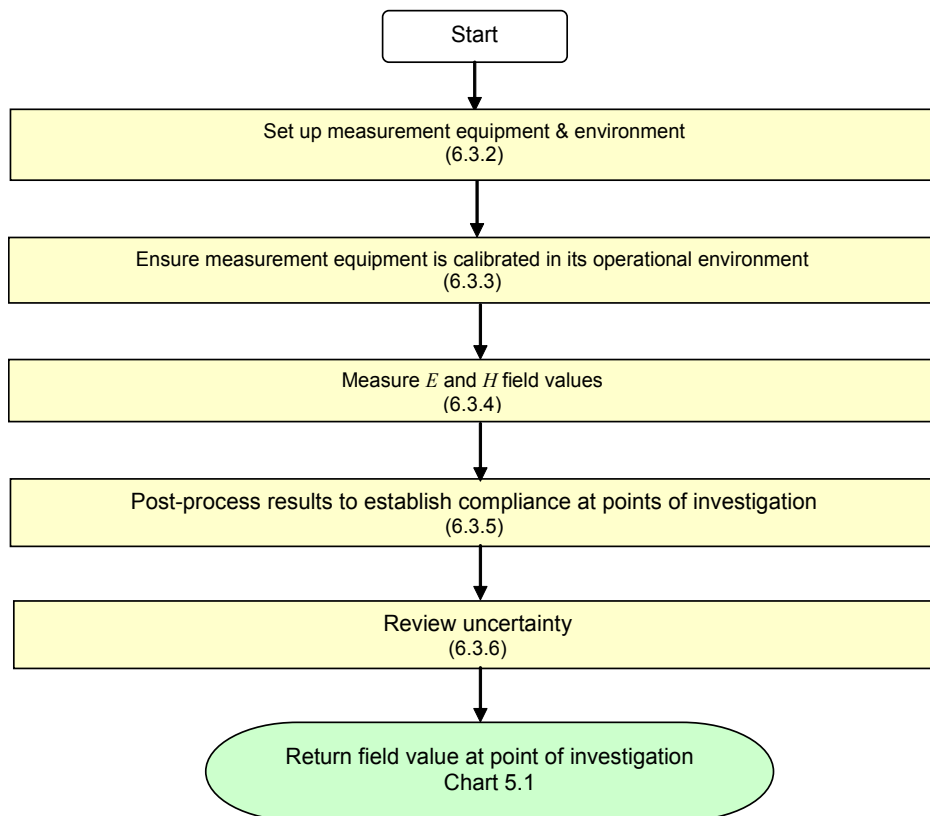 Start
Set up measurement equipment & environment
(6.3.2)
Ensure measurement equipment is calibrated in its operational environment
(6.3.3)
Measure E and H field values
(6.3.4)
Post-process results to establish compliance at points of investigation
(6.3.5)
Review uncertainty
(6.3.6)
Return field value at point of investigation
Chart 5.1